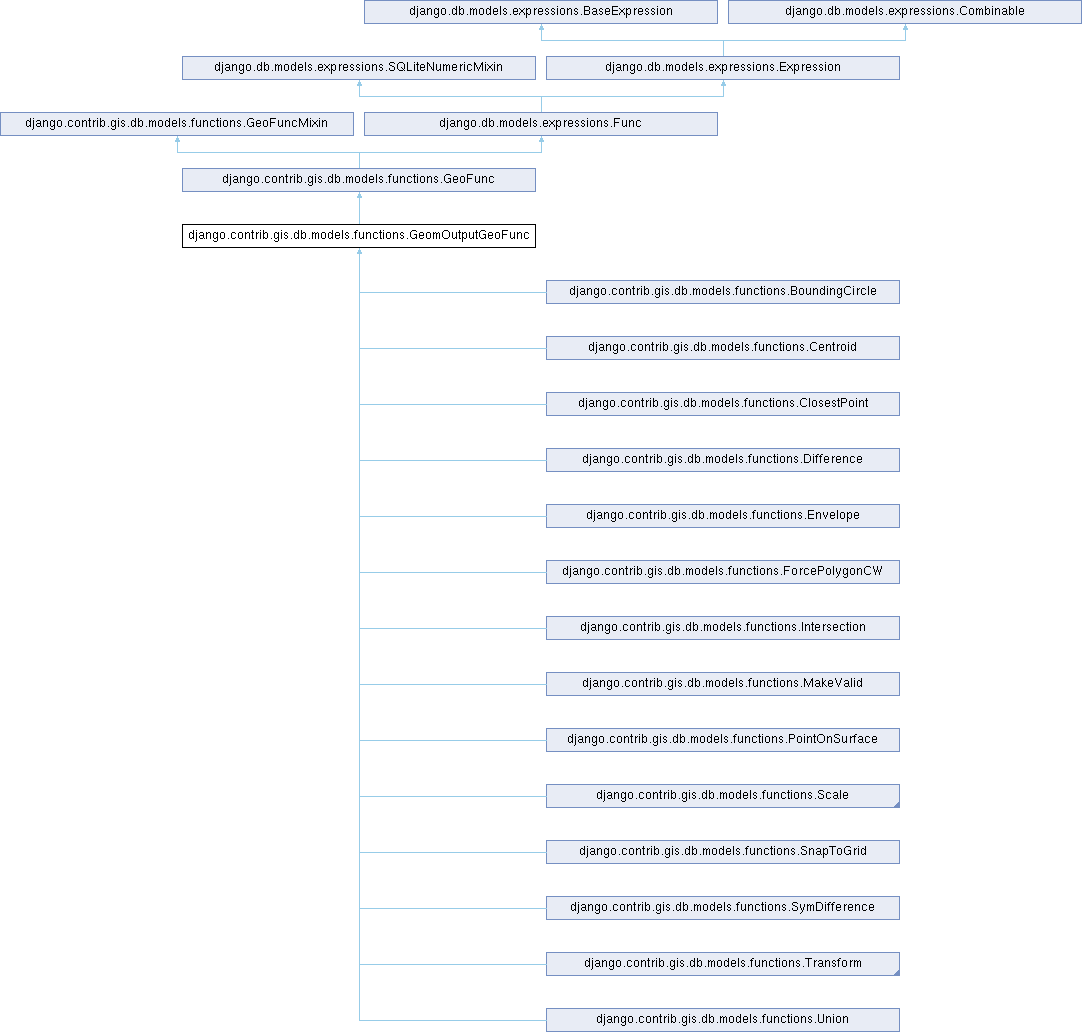 django.db.models.expressions.BaseExpression
django.db.models.expressions.Combinable
django.db.models.expressions.SQLiteNumericMixin
django.db.models.expressions.Expression
django.contrib.gis.db.models.functions.GeoFuncMixin
django.db.models.expressions.Func
django.contrib.gis.db.models.functions.GeoFunc
django.contrib.gis.db.models.functions.GeomOutputGeoFunc
django.contrib.gis.db.models.functions.BoundingCircle
django.contrib.gis.db.models.functions.Centroid
django.contrib.gis.db.models.functions.ClosestPoint
django.contrib.gis.db.models.functions.Difference
django.contrib.gis.db.models.functions.Envelope
django.contrib.gis.db.models.functions.ForcePolygonCW
django.contrib.gis.db.models.functions.Intersection
django.contrib.gis.db.models.functions.MakeValid
django.contrib.gis.db.models.functions.PointOnSurface
django.contrib.gis.db.models.functions.Scale
django.contrib.gis.db.models.functions.SnapToGrid
django.contrib.gis.db.models.functions.SymDifference
django.contrib.gis.db.models.functions.Transform
django.contrib.gis.db.models.functions.Union